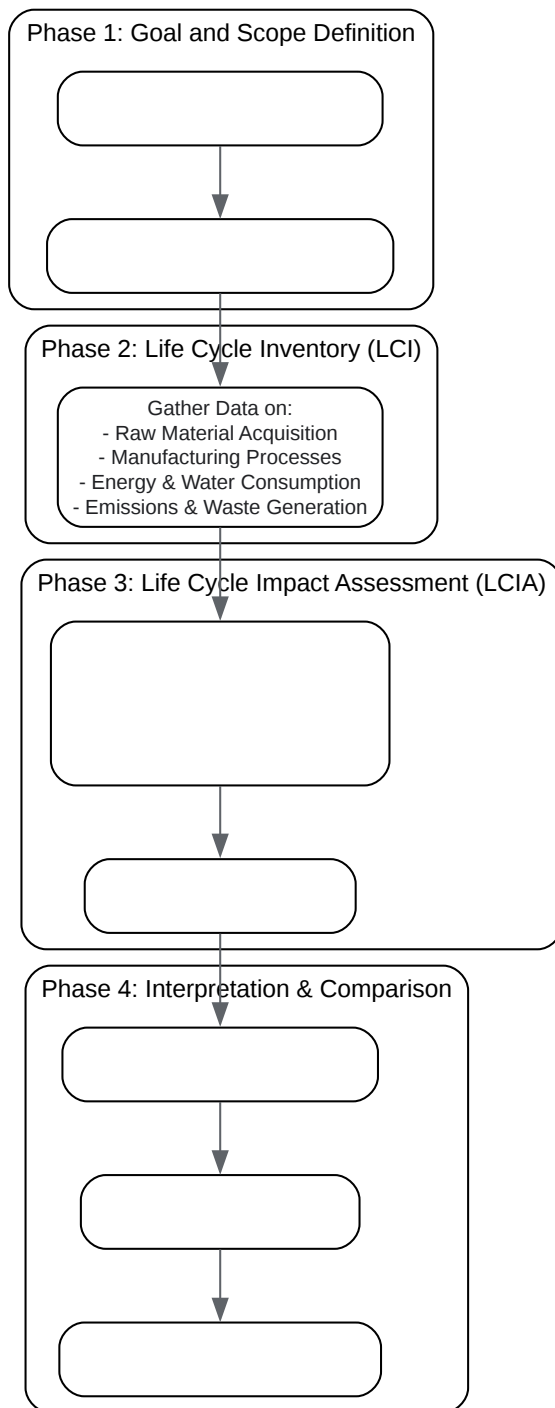 Phase 1: Goal and Scope Definition
Phase 2: Life Cycle Inventory (LCI)
Gather Data on:
- Raw Material Acquisition
- Manufacturing Processes
- Energy & Water Consumption
- Emissions & Waste Generation
Phase 3: Life Cycle Impact Assessment (LCIA)
Phase 4: Interpretation & Comparison